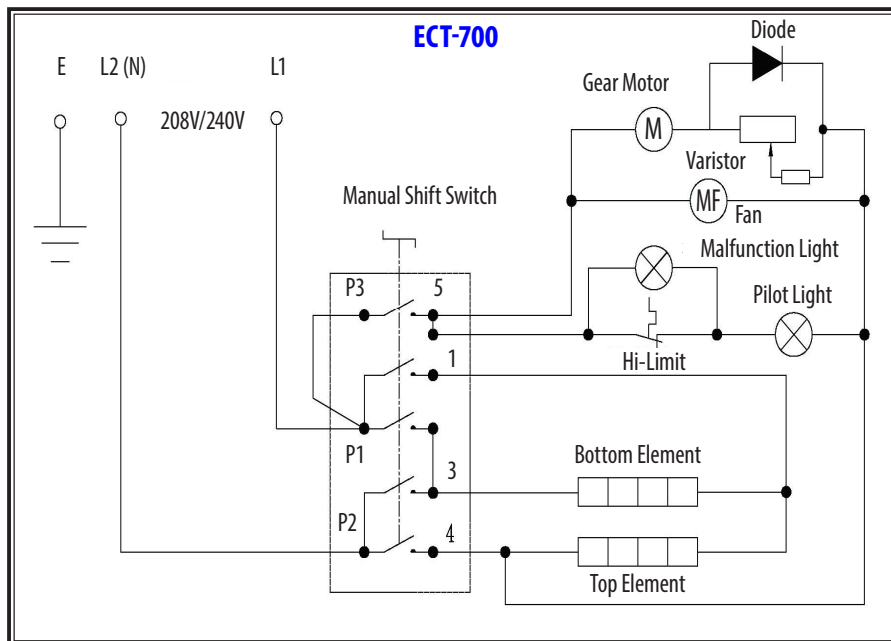 ECT-700
Diode
E
L2 (N)
L1
208V/240V
Gear Motor
M
Varistor
MF
Fan
Manual Shift Switch
Malfunction Light
P3
5
Pilot Light
Hi-Limit
1
P1
3
Bottom Element
P2
4
Top Element